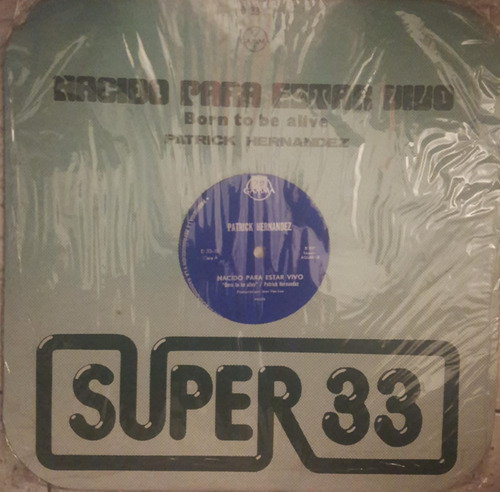 NACIDO PARA ESTAR VIVO
Born to be alive
PATRICK HERNANDEZ
PATRICK HERNANDEZ
NACIDO PARA ESTAR VIVO
"Born to be alive" / Patrick Hernandez
SUPER 33